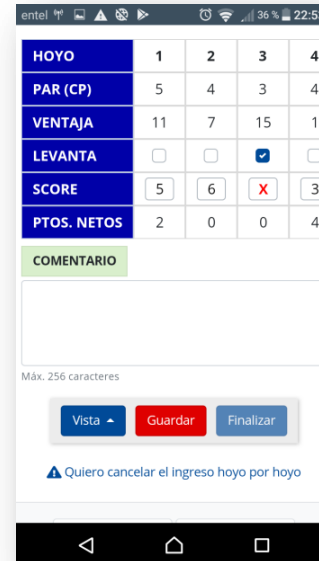 entel 36 % 22:5
HOYO 1 2 3 4
PAR (CP) 5 4 3 4
VENTAJA 11 7 15 1
LEVANTA
SCORE 5 6 X 3
PTOS. NETOS 2 0 0 4
COMENTARIO
Máx. 256 caracteres
Vista Guardar Finalizar
Quiero cancelar el ingreso hoyo por hoyo